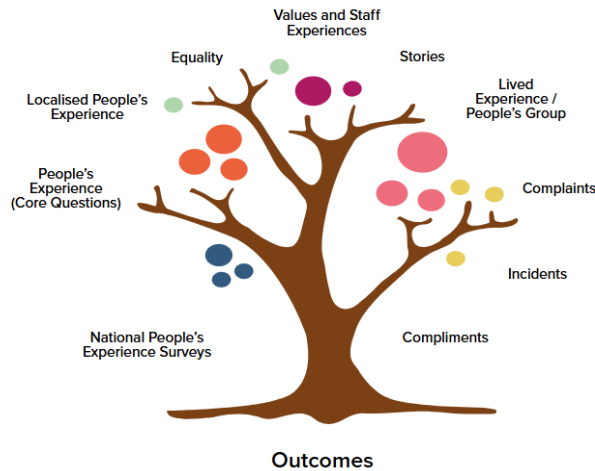 Values and Staff
Experiences
Equality
Stories
Localised People's
Experience
Lived
Experience /
People's Group
People's
Experience
(Core Questions)
Complaints
Incidents
National People's
Experience Surveys
Compliments
Outcomes